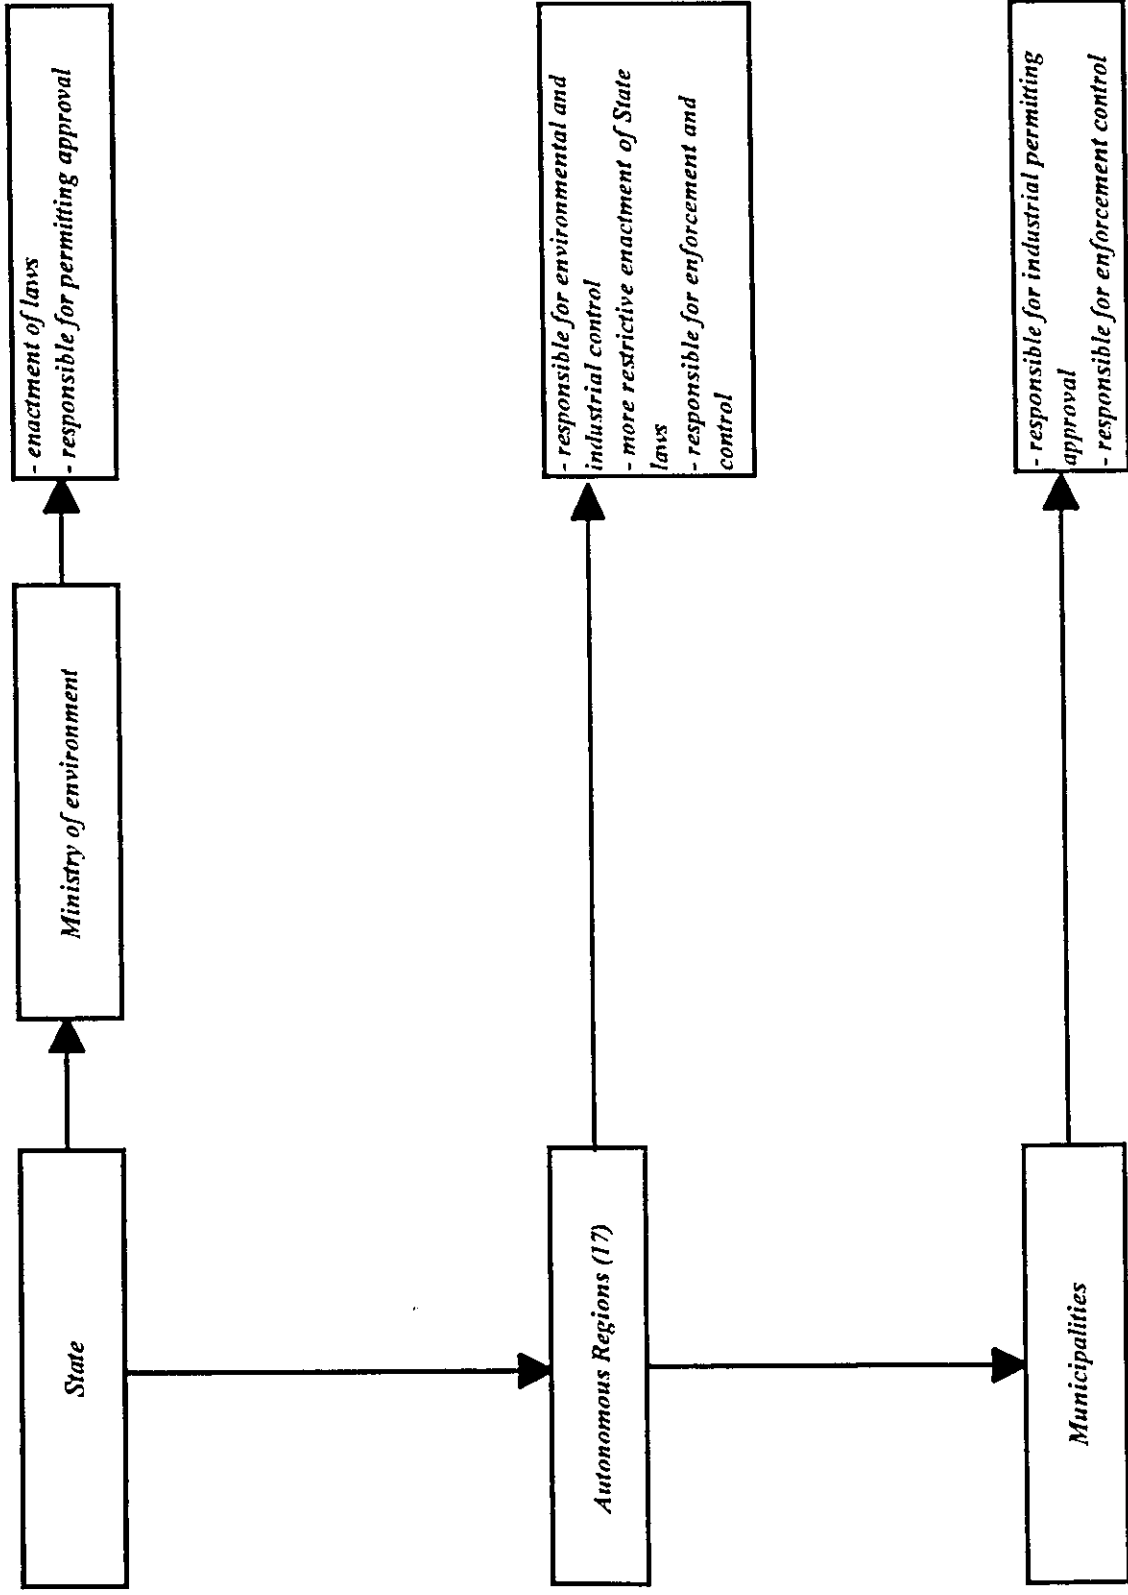 State
Ministry of environment
- enactment of laws
- responsible for permitting approval
Autonomous Regions (17)
- responsible for environmental and
industrial control
- more restrictive enactment of State
laws
- responsible for enforcement and
control
Municipalities
- responsible for industrial permitting
approval
- responsible for enforcement control